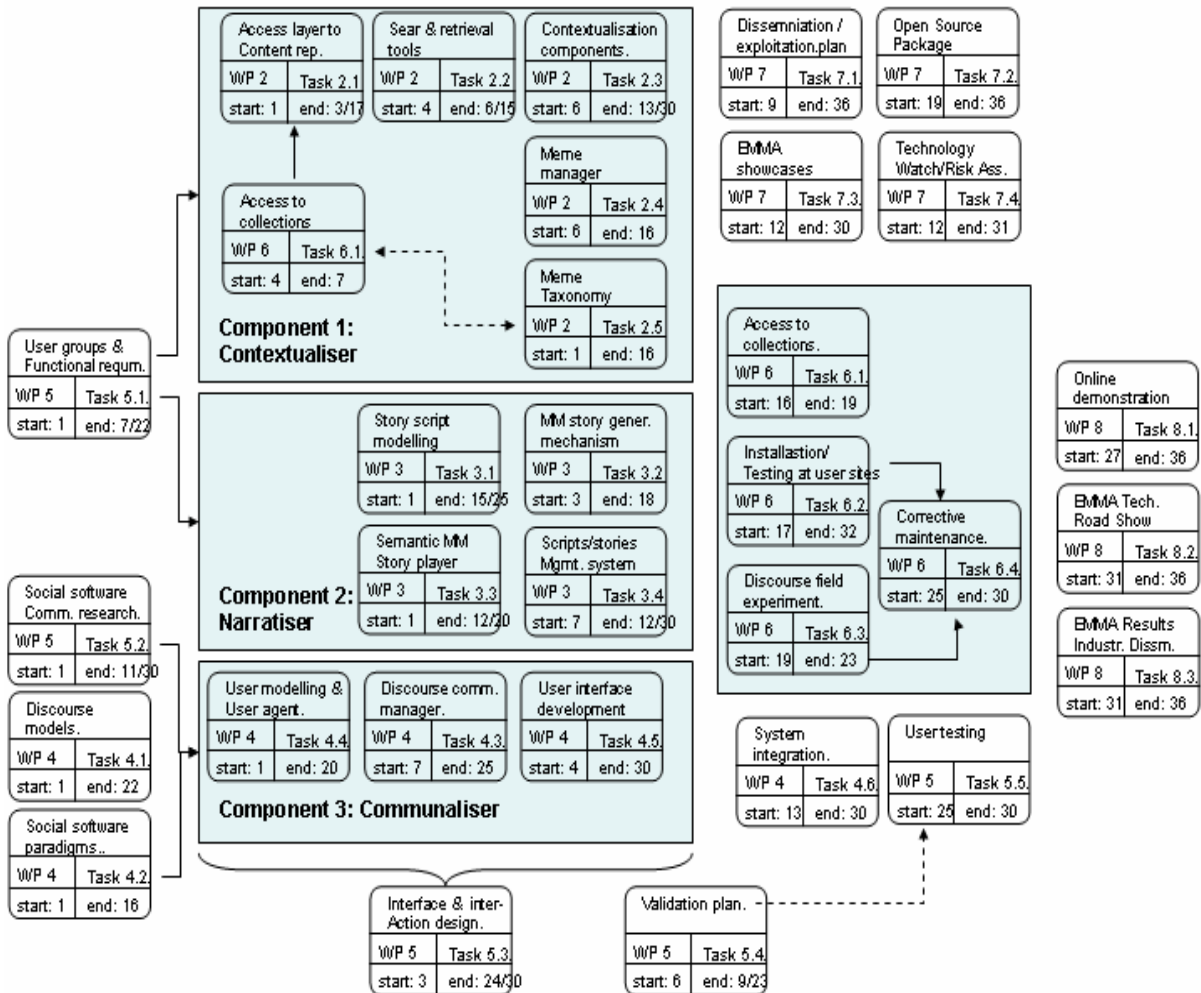 Access layer to
Content rep.
WP 2 Task 2.1
start: 1 end: 3/17
Sear & retrieval
tools
WP 2 Task 2.2
start: 4 end: 6/15
Contextualisation
components.
WP 2 Task 2.3
start: 6 end: 13/30
Meme
manager
WP 2 Task 2.4
start: 6 end: 16
Access to
collections
WP 6 Task 6.1.
start: 4 end: 7
Meme
Taxonomy
WP 2 Task 2.5
start: 1 end: 16
Component 1:
Contextualiser
Dissemniation /
exploitation.plan
WP 7 Task 7.1.
start: 9 end: 36
Open Source
Package
WP 7 Task 7.2.
start: 19 end: 36
EMMA
showcases
WP 7 Task 7.3.
start: 12 end: 30
Technology
Watch/Risk Ass.
WP 7 Task 7.4.
start: 12 end: 31
User groups &
Functional requm.
WP 5 Task 5.1.
start: 1 end: 7/22
Story script
modelling
WP 3 Task 3.1
start: 1 end: 15/25
MM story gener.
mechanism
WP 3 Task 3.2
start: 3 end: 18
Semantic MM
Story player
WP 3 Task 3.3
start: 1 end: 12/20
Scripts/stories
Mgmt. system
WP 3 Task 3.4
start: 7 end: 12/30
Component 2:
Narratiser
Access to
collections.
WP 6 Task 6.1.
start: 16 end: 19
Installastion/
Testing at user sites
WP 6 Task 6.2.
start: 17 end: 32
Discourse field
experiment.
WP 6 Task 6.3.
start: 19 end: 23
Corrective
maintenance.
WP 6 Task 6.4.
start: 25 end: 30
Online
demonstration
WP 8 Task 8.1.
start: 27 end: 36
EMMA Tech.
Road Show
WP 8 Task 8.2.
start: 31 end: 36
EMMA Results
Industr. Dissm.
WP 8 Task 8.3.
start: 31 end: 36
Social software
Comm. research.
WP 5 Task 5.2.
start: 1 end: 11/30
Discourse
models.
WP 4 Task 4.1.
start: 1 end: 22
Social software
paradigms..
WP 4 Task 4.2.
start: 1 end: 16
User modelling &
User agent.
WP 4 Task 4.4.
start: 1 end: 20
Discourse comm.
manager.
WP 4 Task 4.3.
start: 7 end: 25
User interface
development
WP 4 Task 4.5.
start: 4 end: 30
Component 3: Communaliser
System
integration.
WP 4 Task 4.6.
start: 13 end: 30
User testing
WP 5 Task 5.5.
start: 25 end: 30
Interface & inter-
Action design.
WP 5 Task 5.3.
start: 3 end: 24/30
Validation plan.
WP 5 Task 5.4.
start: 6 end: 9/23